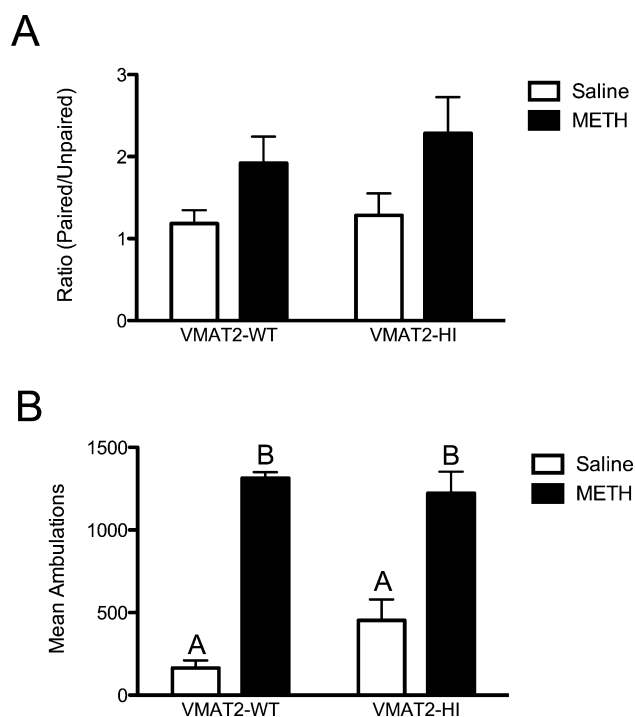 A
Ratio (Paired/Unpaired)
3
2
1
0
VMAT2-WT
VMAT2-HI
Saline
METH
B
Mean Ambulations
1500
1000
500
0
A
B
A
B
VMAT2-WT
VMAT2-HI
Saline
METH